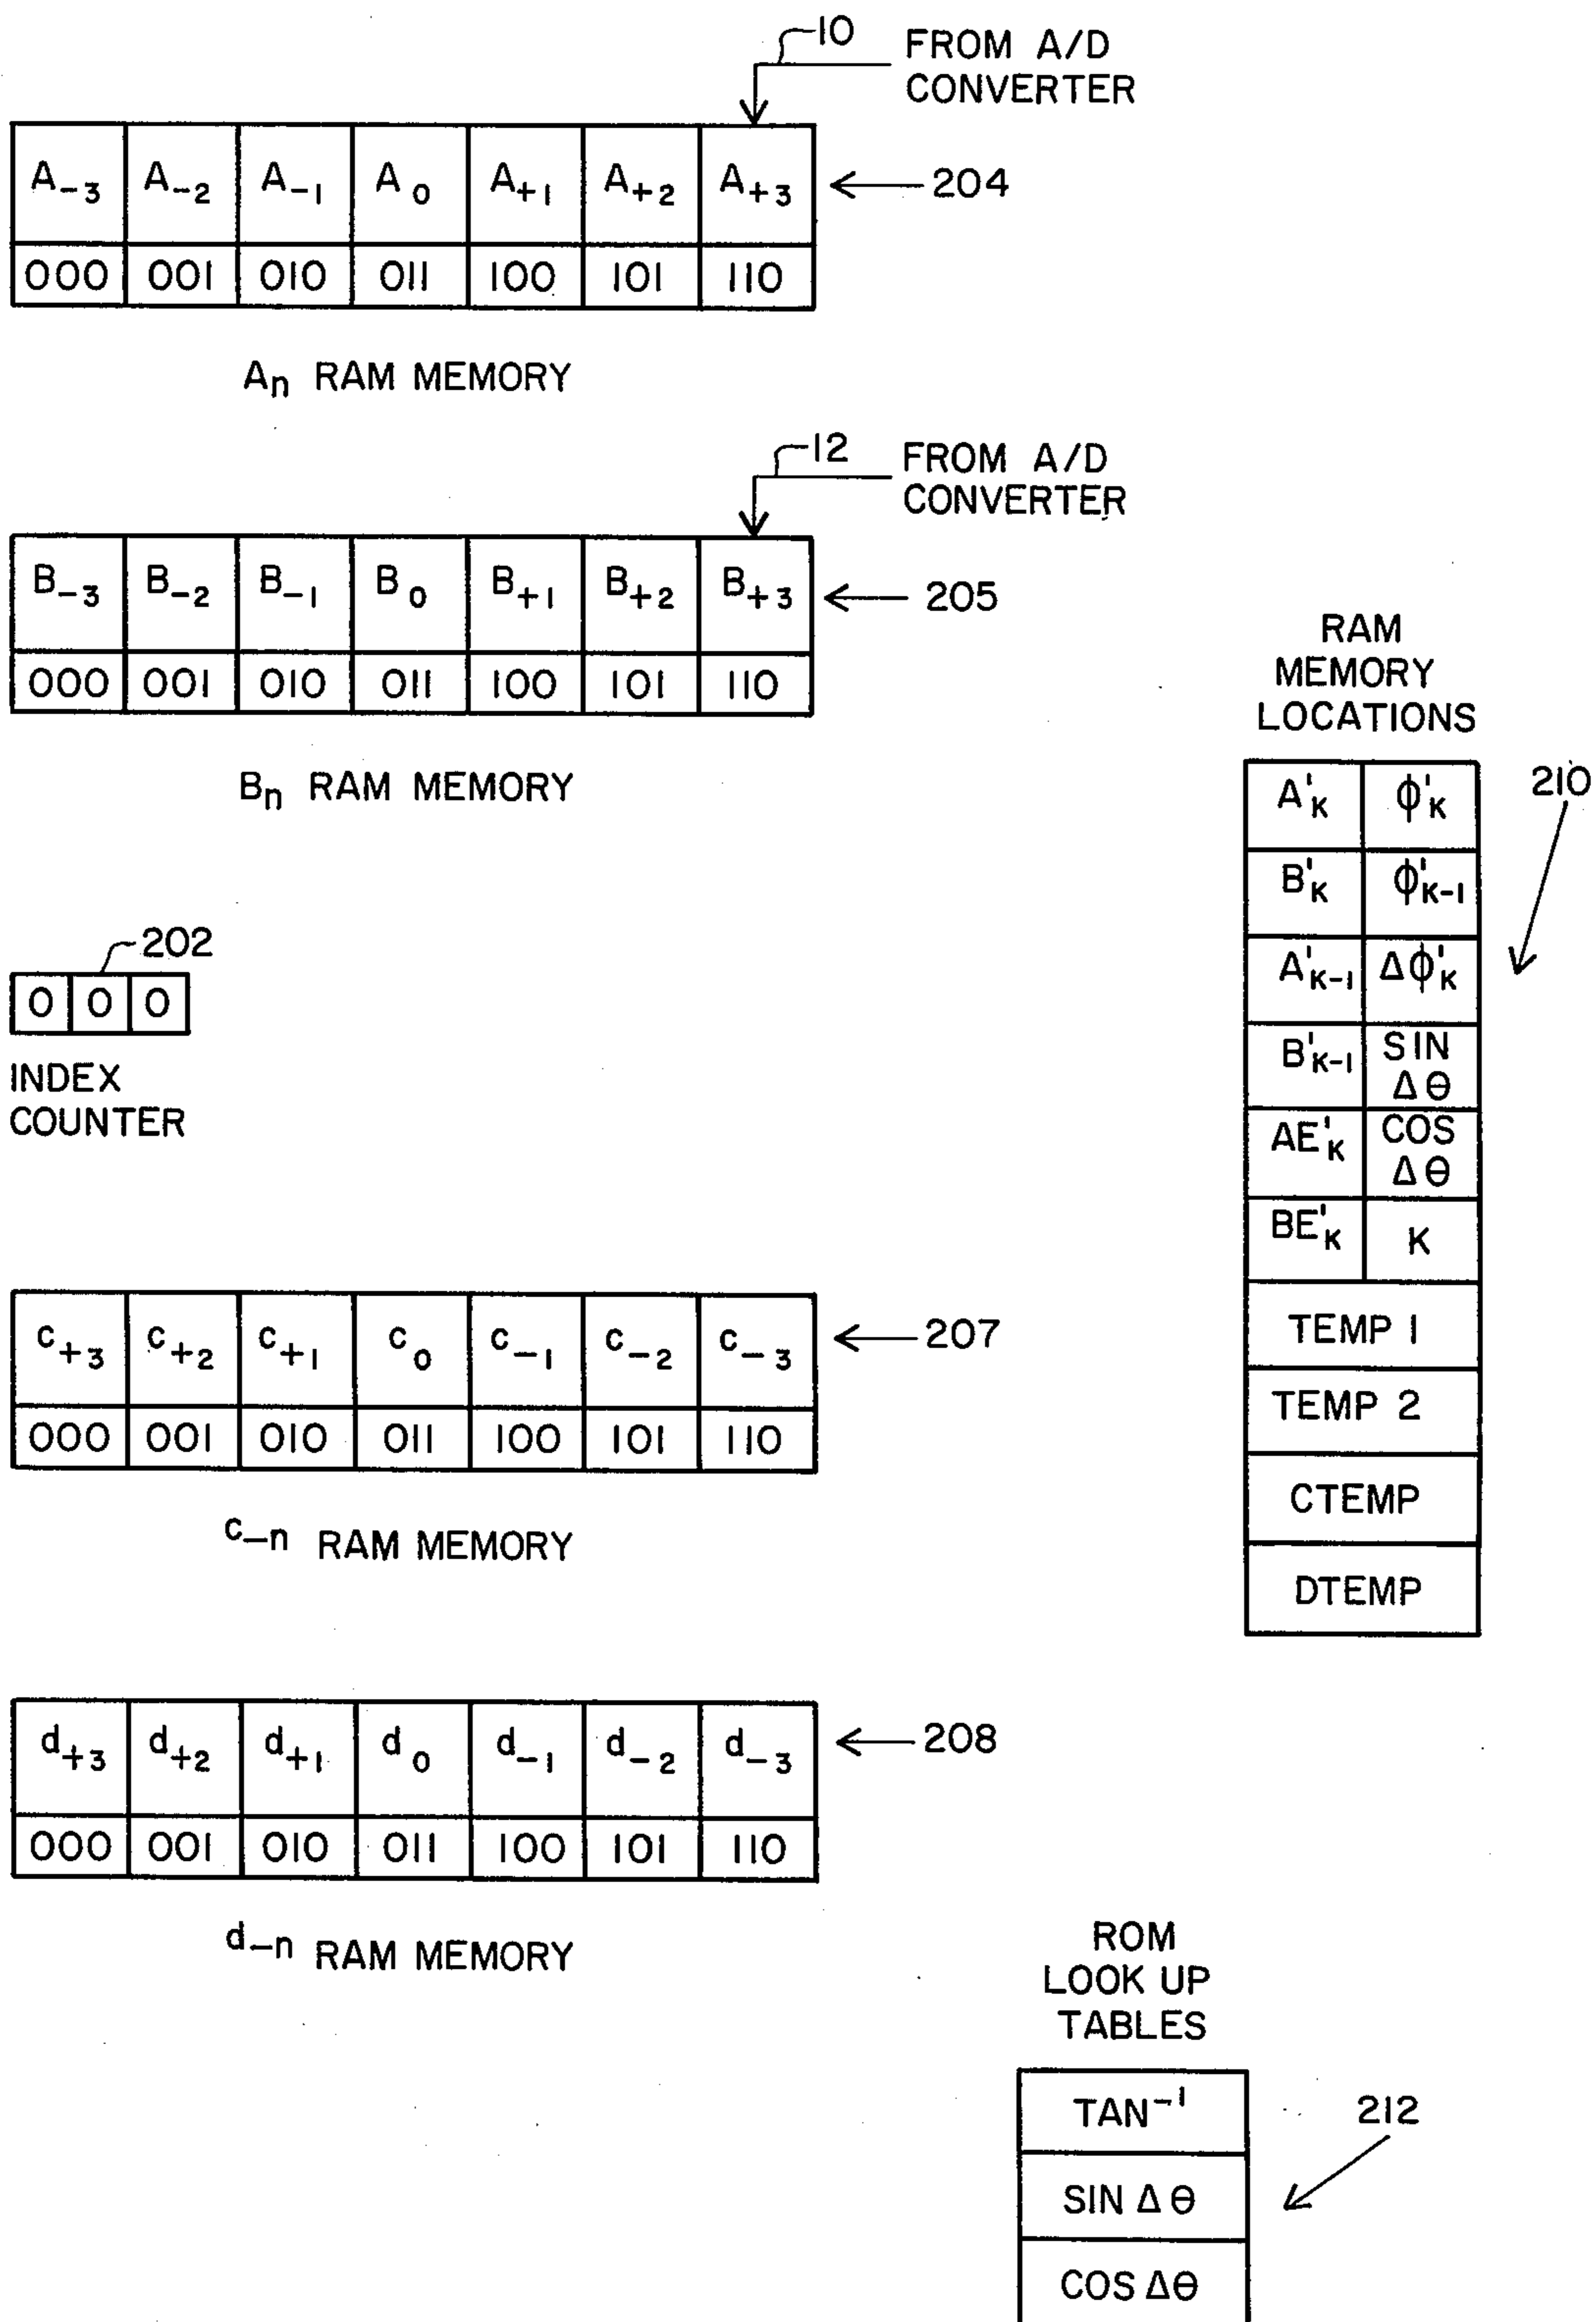 10 FROM A/D
CONVERTER
A₋₃ A₋₂ A₋₁ A₀ A₊₁ A₊₂ A₊₃ 204
000 001 010 011 100 101 110
Aₙ RAM MEMORY
12 FROM A/D
CONVERTER
B₋₃ B₋₂ B₋₁ B₀ B₊₁ B₊₂ B₊₃ 205
000 001 010 011 100 101 110
Bₙ RAM MEMORY
202
0 0 0
INDEX
COUNTER
c₊₃ c₊₂ c₊₁ c₀ c₋₁ c₋₂ c₋₃ 207
000 001 010 011 100 101 110
c₋ₙ RAM MEMORY
d₊₃ d₊₂ d₊₁ d₀ d₋₁ d₋₂ d₋₃ 208
000 001 010 011 100 101 110
d₋ₙ RAM MEMORY
RAM
MEMORY
LOCATIONS
210
A'K ϕ'K
B'K ϕ'K-1
A'K-1 Δϕ'K
B'K-1 SIN
Δθ
AE'K COS
Δθ
BE'K K
TEMP 1
TEMP 2
CTEMP
DTEMP
ROM
LOOK UP
TABLES
212
TAN⁻¹
SIN Δθ
COS Δθ